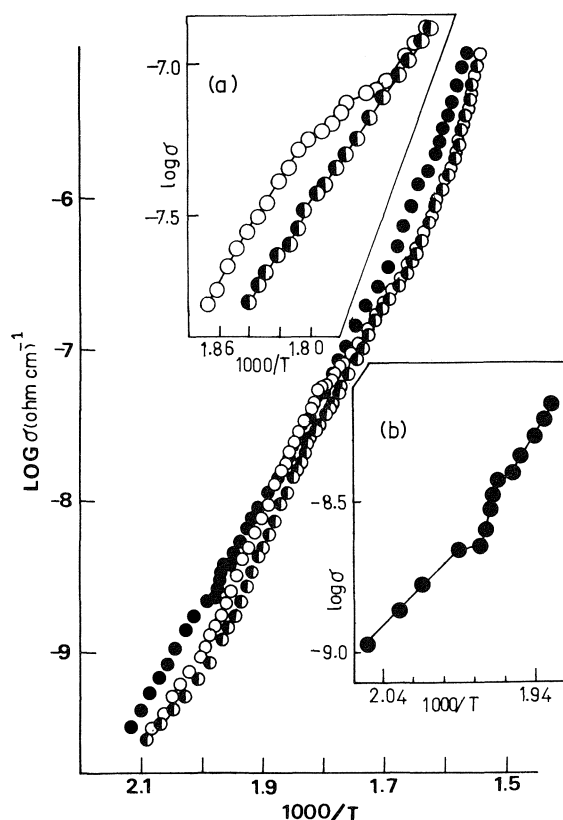 (a)
-7.0
-7.5
log σ
1.86
1.80
1000/T
-6
-7
-8
-9
LOG σ (ohm cm)⁻¹
(b)
-8.5
-9.0
log σ
2.04
1.94
1000/T
2.1
1.9
1.7
1.5
1000/T